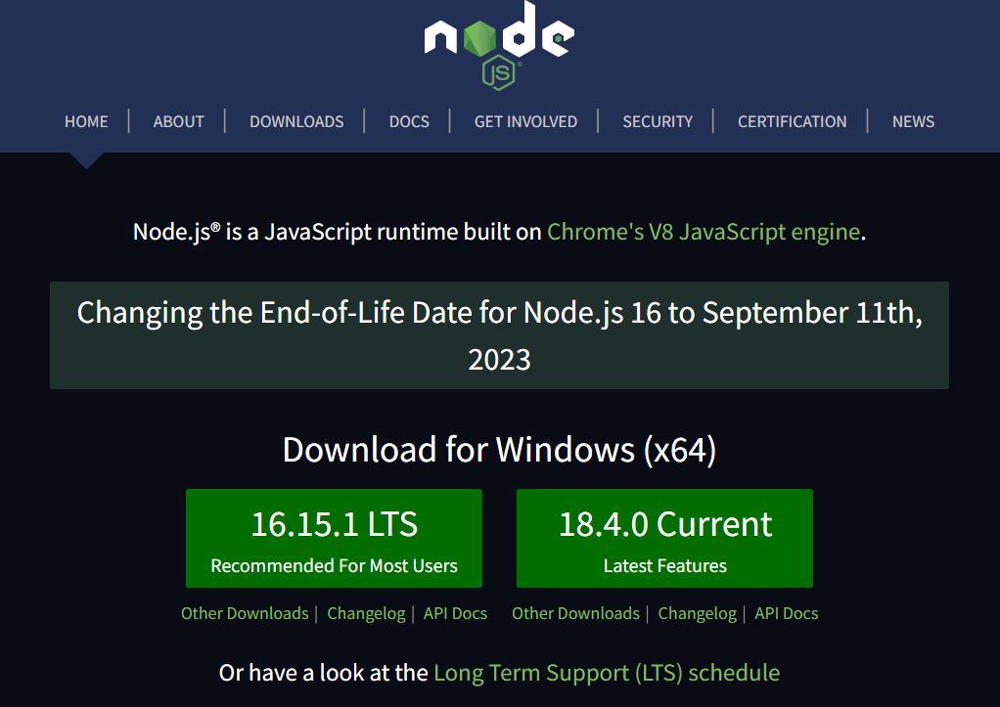 node
JS®
HOME | ABOUT | DOWNLOADS | DOCS | GET INVOLVED | SECURITY | CERTIFICATION | NEWS
Node.js® is a JavaScript runtime built on Chrome's V8 JavaScript engine.
Changing the End-of-Life Date for Node.js 16 to September 11th,
2023
Download for Windows (x64)
16.15.1 LTS
Recommended For Most Users
18.4.0 Current
Latest Features
Other Downloads | Changelog | API Docs
Other Downloads | Changelog | API Docs
Or have a look at the Long Term Support (LTS) schedule